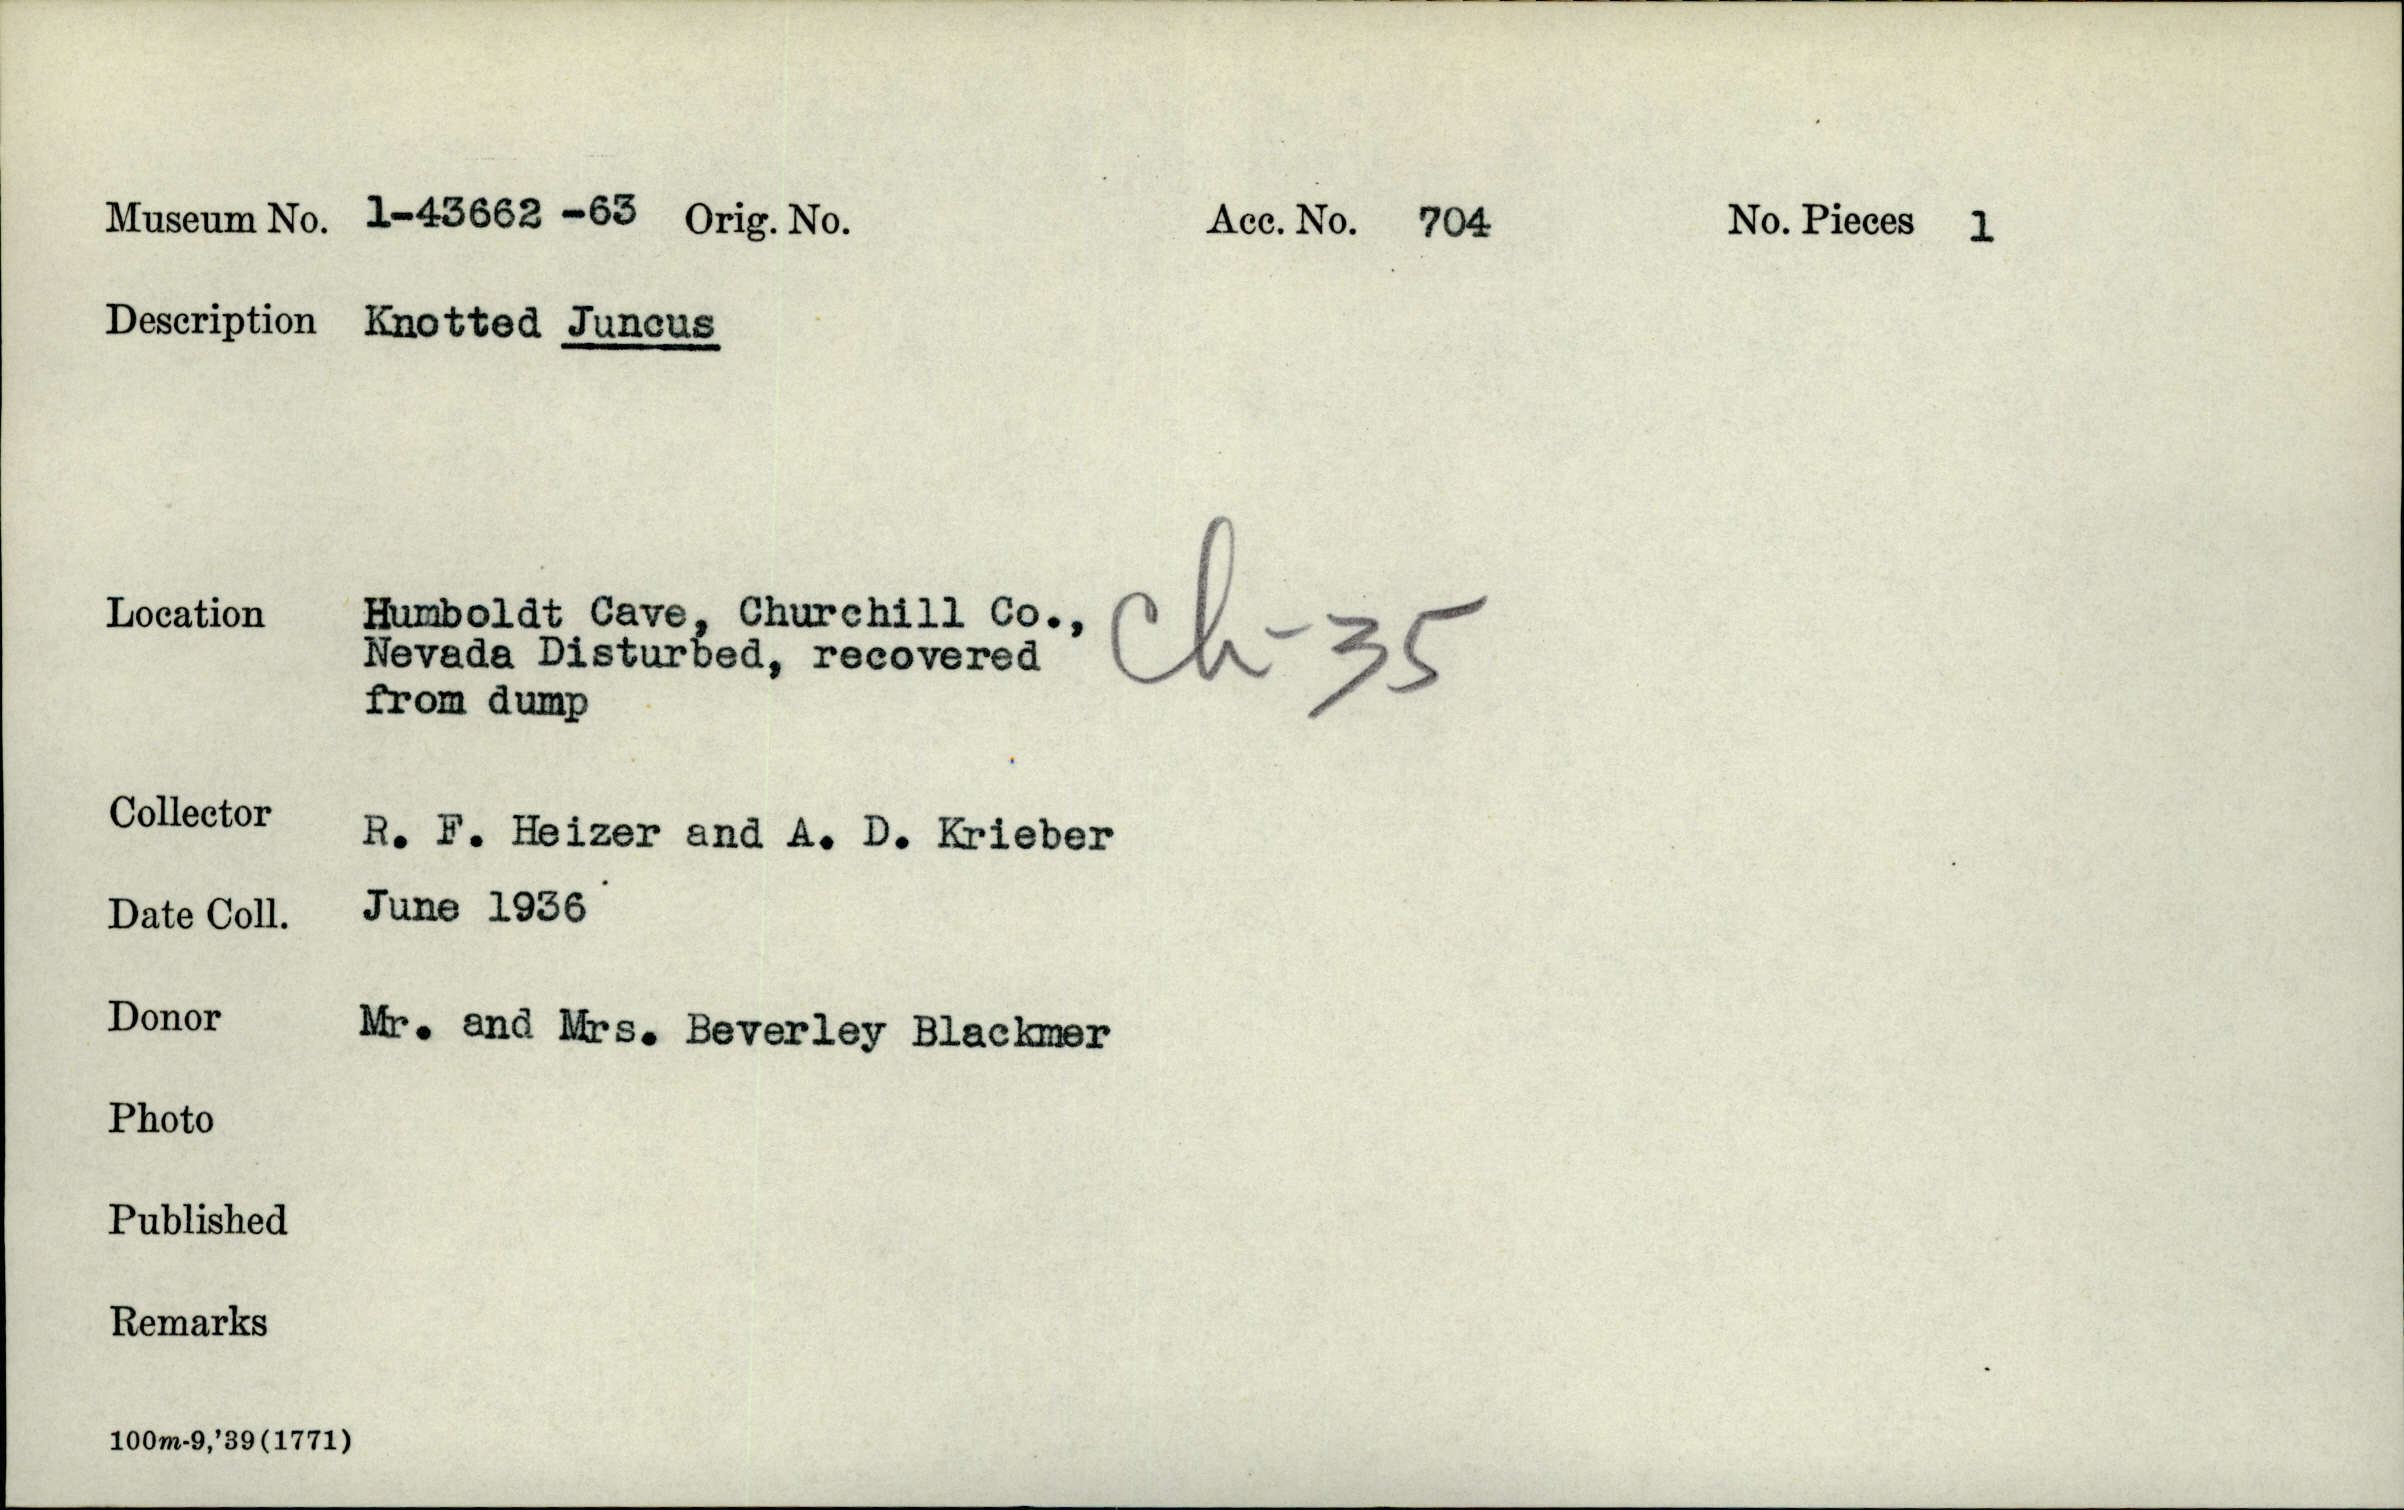 Museum No. 1-43662 -63 Orig. No. Acc. No. 704 No. Pieces 1
Description Knotted Juncus
Location Humboldt Cave, Churchill Co.,
Nevada Disturbed, recovered
from dump
Ch-35
Collector R. F. Heizer and A. D. Krieber
Date Coll. June 1936
Donor Mr. and Mrs. Beverley Blackmer
Photo
Published
Remarks
100m-9,'39(1771)